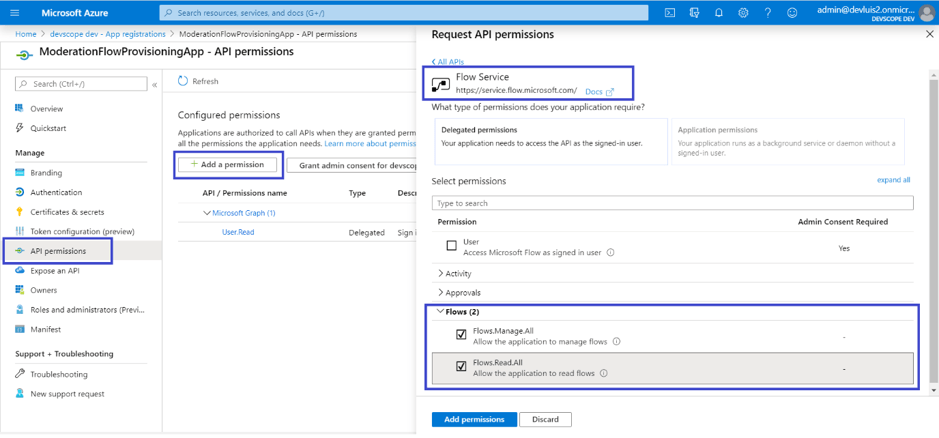 Microsoft Azure
Search resources, services, and docs (G+/)
admin@devluis2.onmicr...
DEVSCOPE DEV
Home > devscope dev - App registrations > ModerationFlowProvisioningApp - API permissions
ModerationFlowProvisioningApp - API permissions
Search (Ctrl+/)
«
Overview
Quickstart
Manage
Branding
Authentication
Certificates & secrets
Token configuration (preview)
API permissions
Expose an API
Owners
Roles and administrators (Previ...
Manifest
Support + Troubleshooting
Troubleshooting
New support request
Refresh
Configured permissions
Applications are authorized to call APIs when they are granted perm
all the permissions the application needs. Learn more about permiss
+ Add a permission
Grant admin consent for devscop
API / Permissions name Type Descr
Microsoft Graph (1)
User.Read Delegated Sign i
Request API permissions
All APIs
Flow Service
https://service.flow.microsoft.com/ Docs
What type of permissions does your application require?
Delegated permissions
Your application needs to access the API as the signed-in user.
Application permissions
Your application runs as a background service or daemon without a
signed-in user.
Select permissions
expand all
Type to search
Permission Admin Consent Required
User
Access Microsoft Flow as signed in user
Yes
Activity
Approvals
Flows (2)
Flows.Manage.All
Allow the application to manage flows
-
Flows.Read.All
Allow the application to read flows
-
Add permissions
Discard